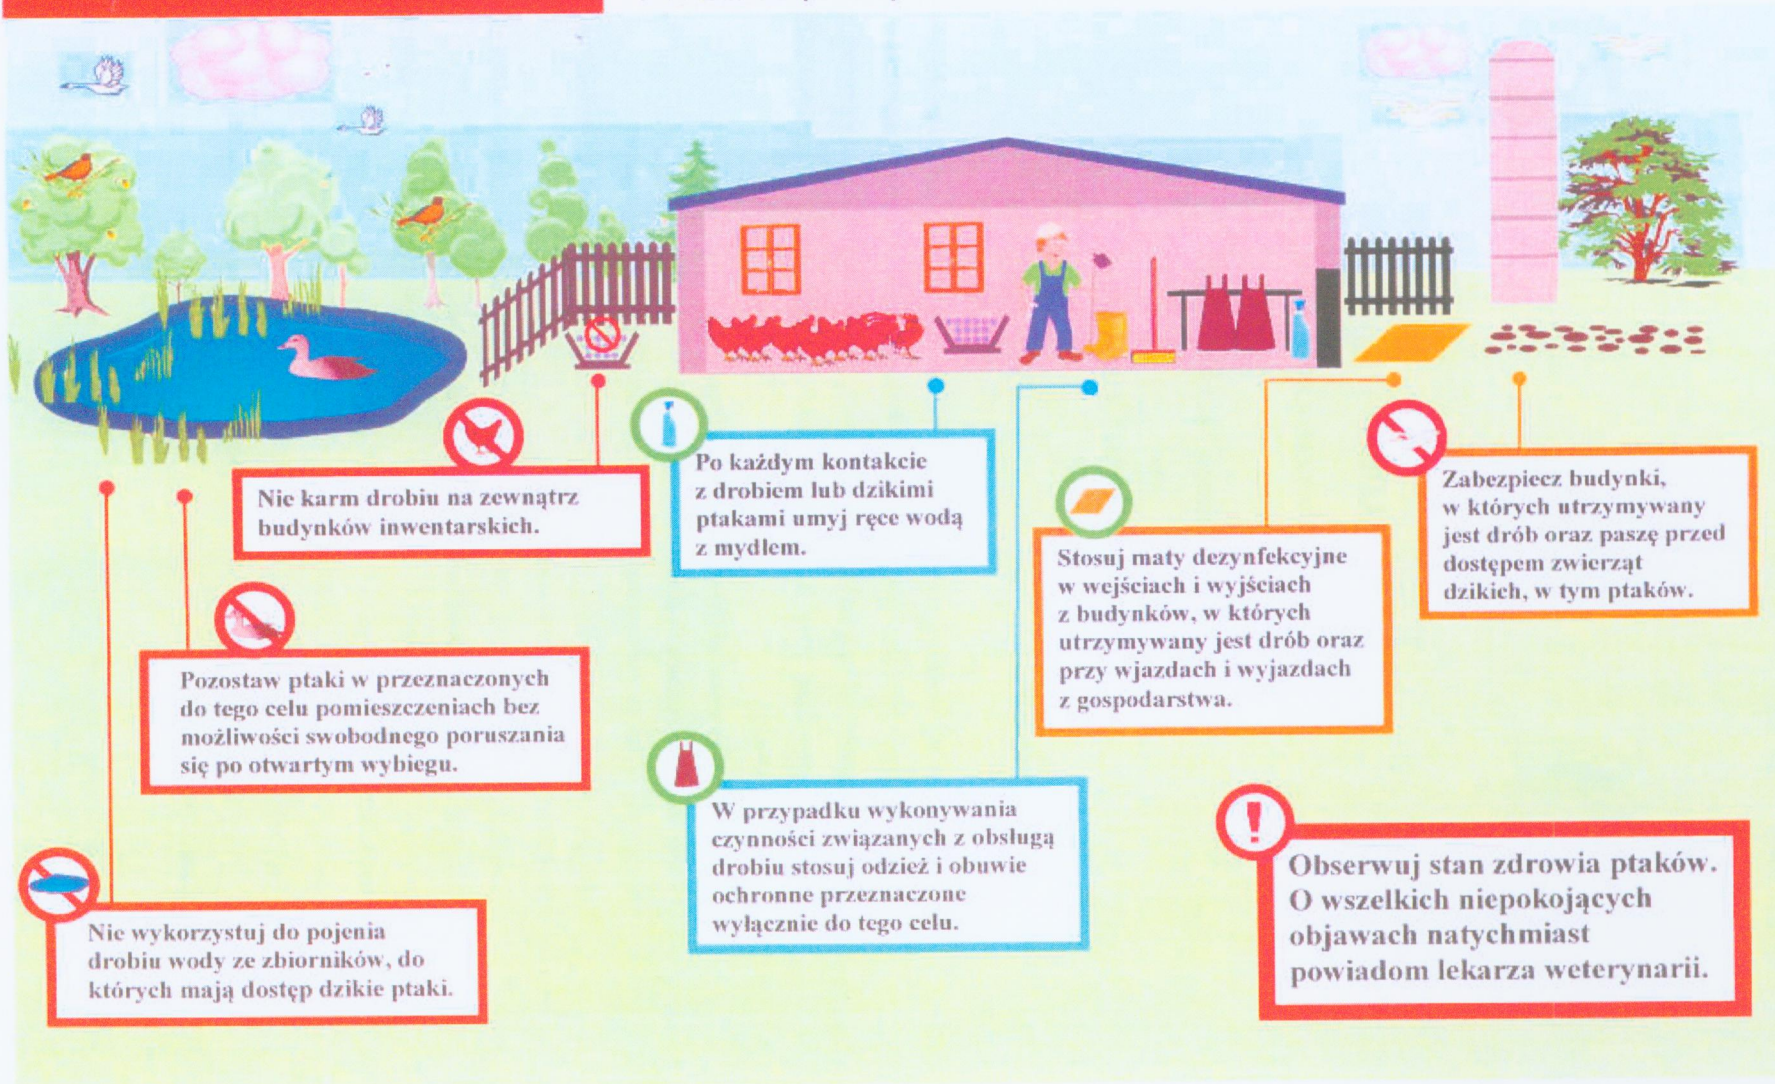 Nie karm drobiu na zewnątrz
budynków inwentarskich.
Po każdym kontakcie
z drobiem lub dzikimi
ptakami umyj ręce wodą
z mydłem.
Zabezpiecz budynki,
w których utrzymywany
jest drób oraz paszę przed
dostępem zwierząt
dzikich, w tym ptaków.
Stosuj maty dezynfekcyjne
w wejściach i wyjściach
z budynków, w których
utrzymywany jest drób oraz
przy wjazdach i wyjazdach
z gospodarstwa.
Pozostaw ptaki w przeznaczonych
do tego celu pomieszczeniach bez
możliwości swobodnego poruszania
się po otwartym wybiegu.
W przypadku wykonywania
czynności związanych z obsługą
drobiu stosuj odzież i obuwie
ochronne przeznaczone
wyłącznie do tego celu.
Obserwuj stan zdrowia ptaków.
O wszelkich niepokojących
objawach natychmiast
powiadom lekarza weterynarii.
Nie wykorzystuj do pojenia
drobiu wody ze zbiorników, do
których mają dostęp dzikie ptaki.